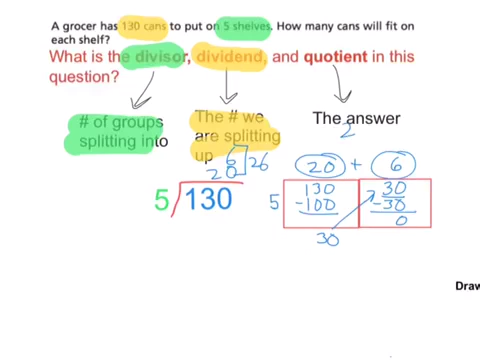 A grocer has 130 cans to put on 5 shelves. How many cans will fit on
each shelf?
What is the divisor, dividend, and quotient in this
question?
# of groups
splitting into
The # we
are splitting
up
The answer
2
6
20
26
5 130
20 + 6
5
130
-100
30
30
-30
0
Draw